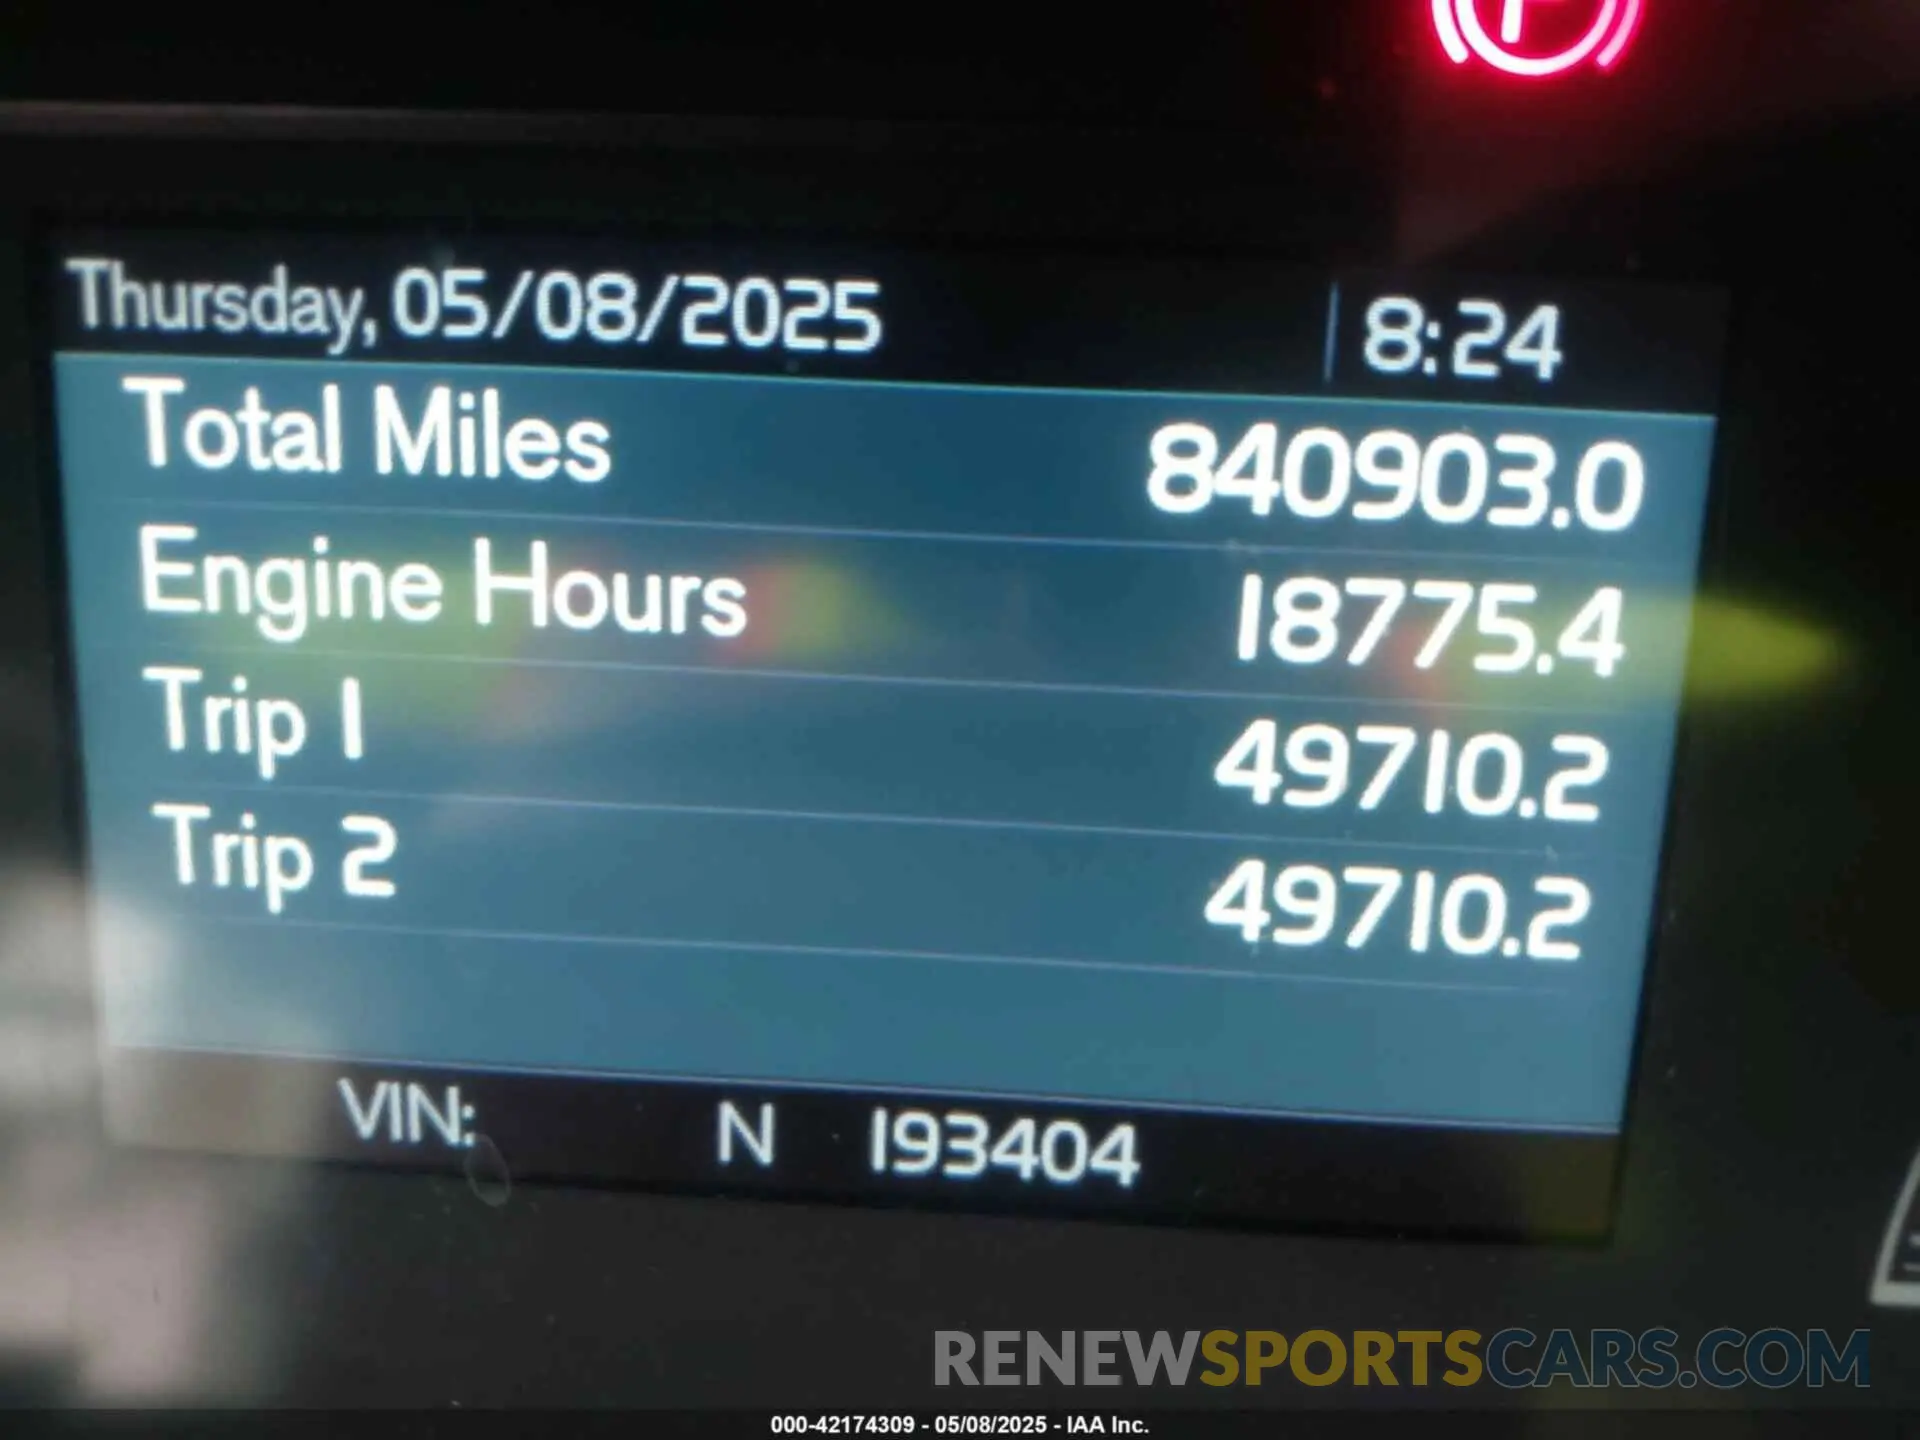 Thursday, 05/08/2025 8:24
Total Miles 840903.0
Engine Hours 18775.4
Trip 1 49710.2
Trip 2 49710.2
VIN: N 193404
RENEWSPORTSCARS.COM
000-42174309 - 05/08/2025 - IAA Inc.